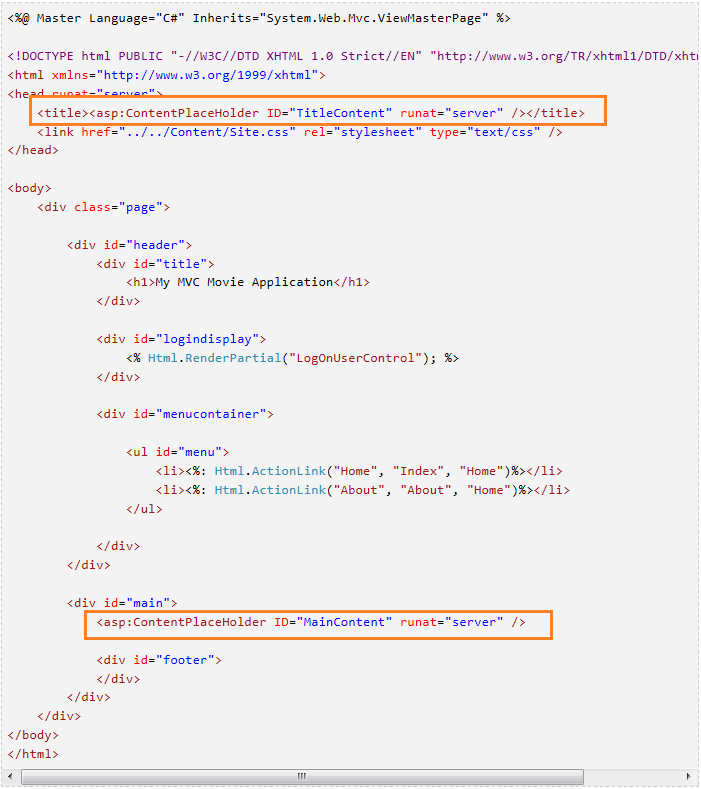 <%@ Master Language="C#" Inherits="System.Web.Mvc.ViewMasterPage" %>
<!DOCTYPE html PUBLIC "-//W3C//DTD XHTML 1.0 Strict//EN" "http://www.w3.org/TR/xhtml1/DTD/xht
<html xmlns="http://www.w3.org/1999/xhtml">
<head runat="server">
<title><asp:ContentPlaceHolder ID="TitleContent" runat="server" /></title>
<link href="../../Content/Site.css" rel="stylesheet" type="text/css" />
</head>
<body>
<div class="page">
<div id="header">
<div id="title">
<h1>My MVC Movie Application</h1>
</div>
<div id="logindisplay">
<% Html.RenderPartial("LogOnUserControl"); %>
</div>
<div id="menucontainer">
<ul id="menu">
<li><%: Html.ActionLink("Home", "Index", "Home")%></li>
<li><%: Html.ActionLink("About", "About", "Home")%></li>
</ul>
</div>
</div>
<div id="main">
<asp:ContentPlaceHolder ID="MainContent" runat="server" />
<div id="footer">
</div>
</div>
</div>
</body>
</html>